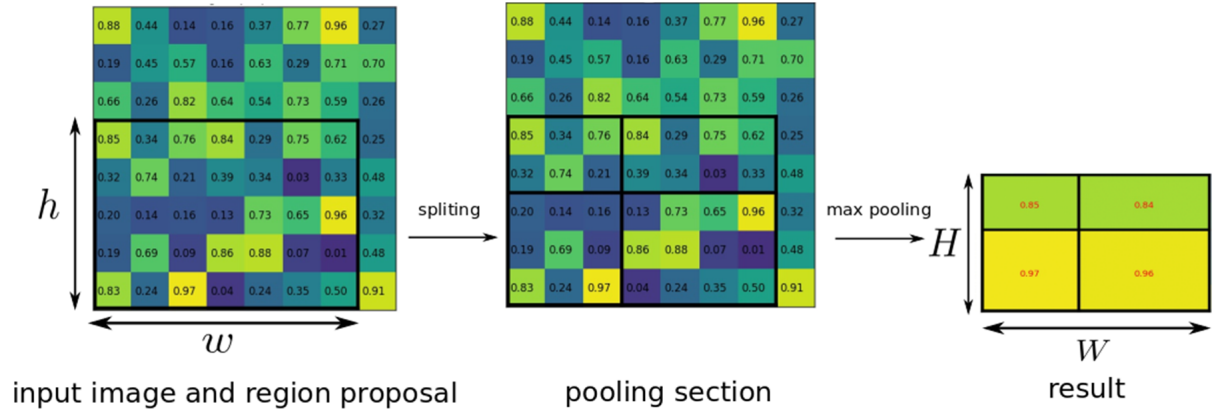 0.88 0.44 0.14 0.16 0.37 0.77 0.96 0.27
0.19 0.45 0.57 0.16 0.63 0.29 0.71 0.70
0.66 0.26 0.82 0.64 0.54 0.73 0.59 0.26
0.85 0.34 0.76 0.84 0.29 0.75 0.62 0.25
0.32 0.74 0.21 0.39 0.34 0.03 0.33 0.48
0.20 0.14 0.16 0.13 0.73 0.65 0.96 0.32
0.19 0.69 0.09 0.86 0.88 0.07 0.01 0.48
0.83 0.24 0.97 0.04 0.24 0.35 0.50 0.91
h
w
input image and region proposal
spliting
0.88 0.44 0.14 0.16 0.37 0.77 0.96 0.27
0.19 0.45 0.57 0.16 0.63 0.29 0.71 0.70
0.66 0.26 0.82 0.64 0.54 0.73 0.59 0.26
0.85 0.34 0.76 0.84 0.29 0.75 0.62 0.25
0.32 0.74 0.21 0.39 0.34 0.03 0.33 0.48
0.20 0.14 0.16 0.13 0.73 0.65 0.96 0.32
0.19 0.69 0.09 0.86 0.88 0.07 0.01 0.48
0.83 0.24 0.97 0.04 0.24 0.35 0.50 0.91
pooling section
max pooling
0.85 0.84
0.97 0.96
H
W
result